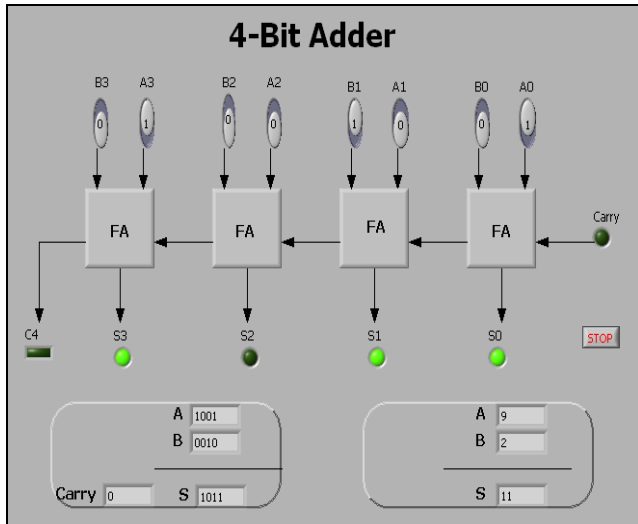 4-Bit Adder
B3 A3 B2 A2 B1 A1 B0 A0
0 1 0 0 1 0 0 1
FA FA FA FA
Carry
C4 S3 S2 S1 S0
STOP
A 1001
B 0010
Carry 0 S 1011
A 9
B 2
S 11